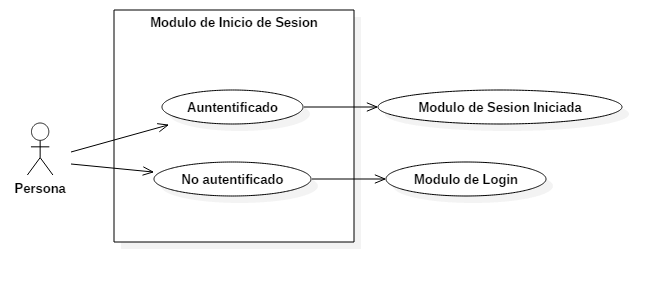 Modulo de Inicio de Sesion
Auntentificado
Modulo de Sesion Iniciada
No autentificado
Modulo de Login
Persona